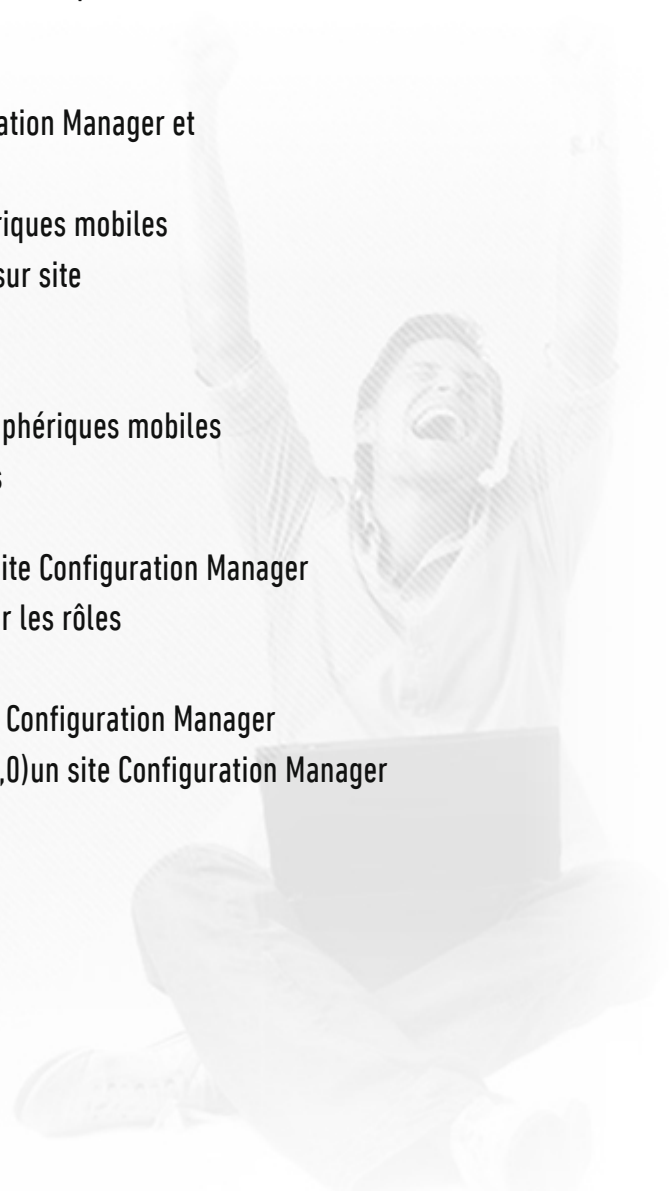 ation Manager et
riques mobiles
sur site
phériques mobiles
s
ite Configuration Manager
r les rôles
Configuration Manager
,0)un site Configuration Manager